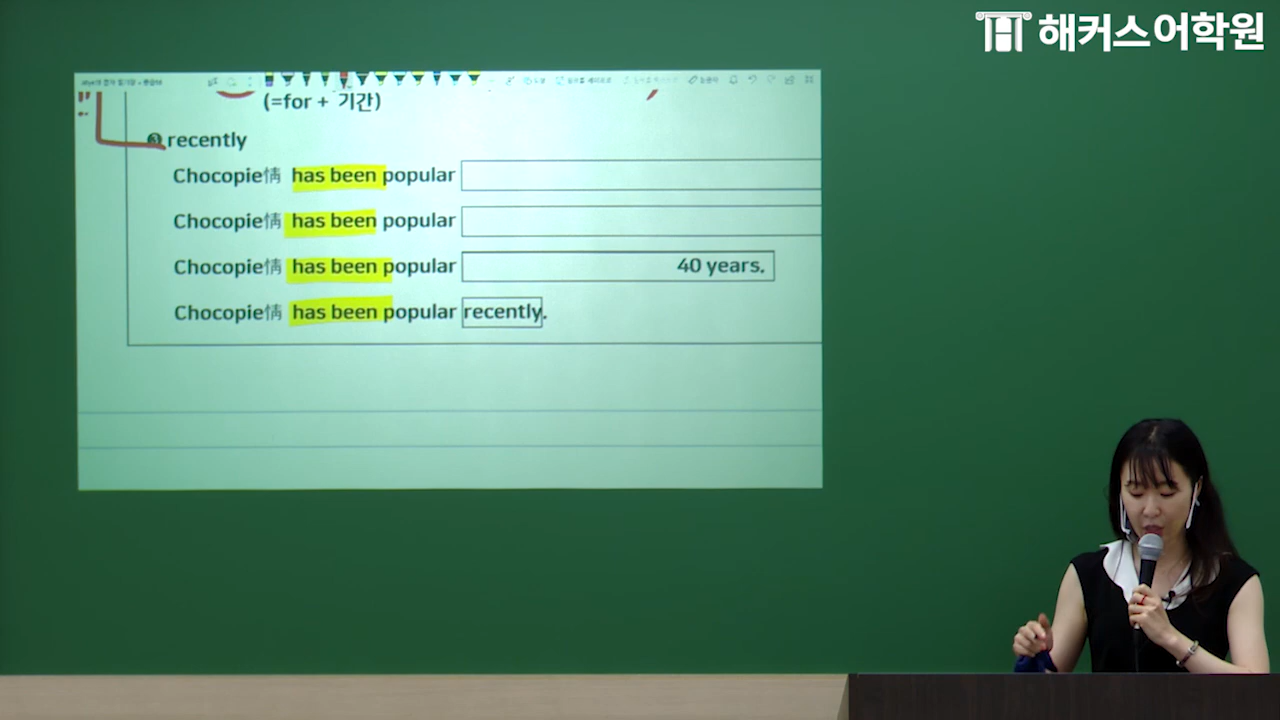 해커스어학원
(=for + 기간)
❸ recently
Chocopie情 has been popular
Chocopie情 has been popular
Chocopie情 has been popular 40 years.
Chocopie情 has been popular recently.